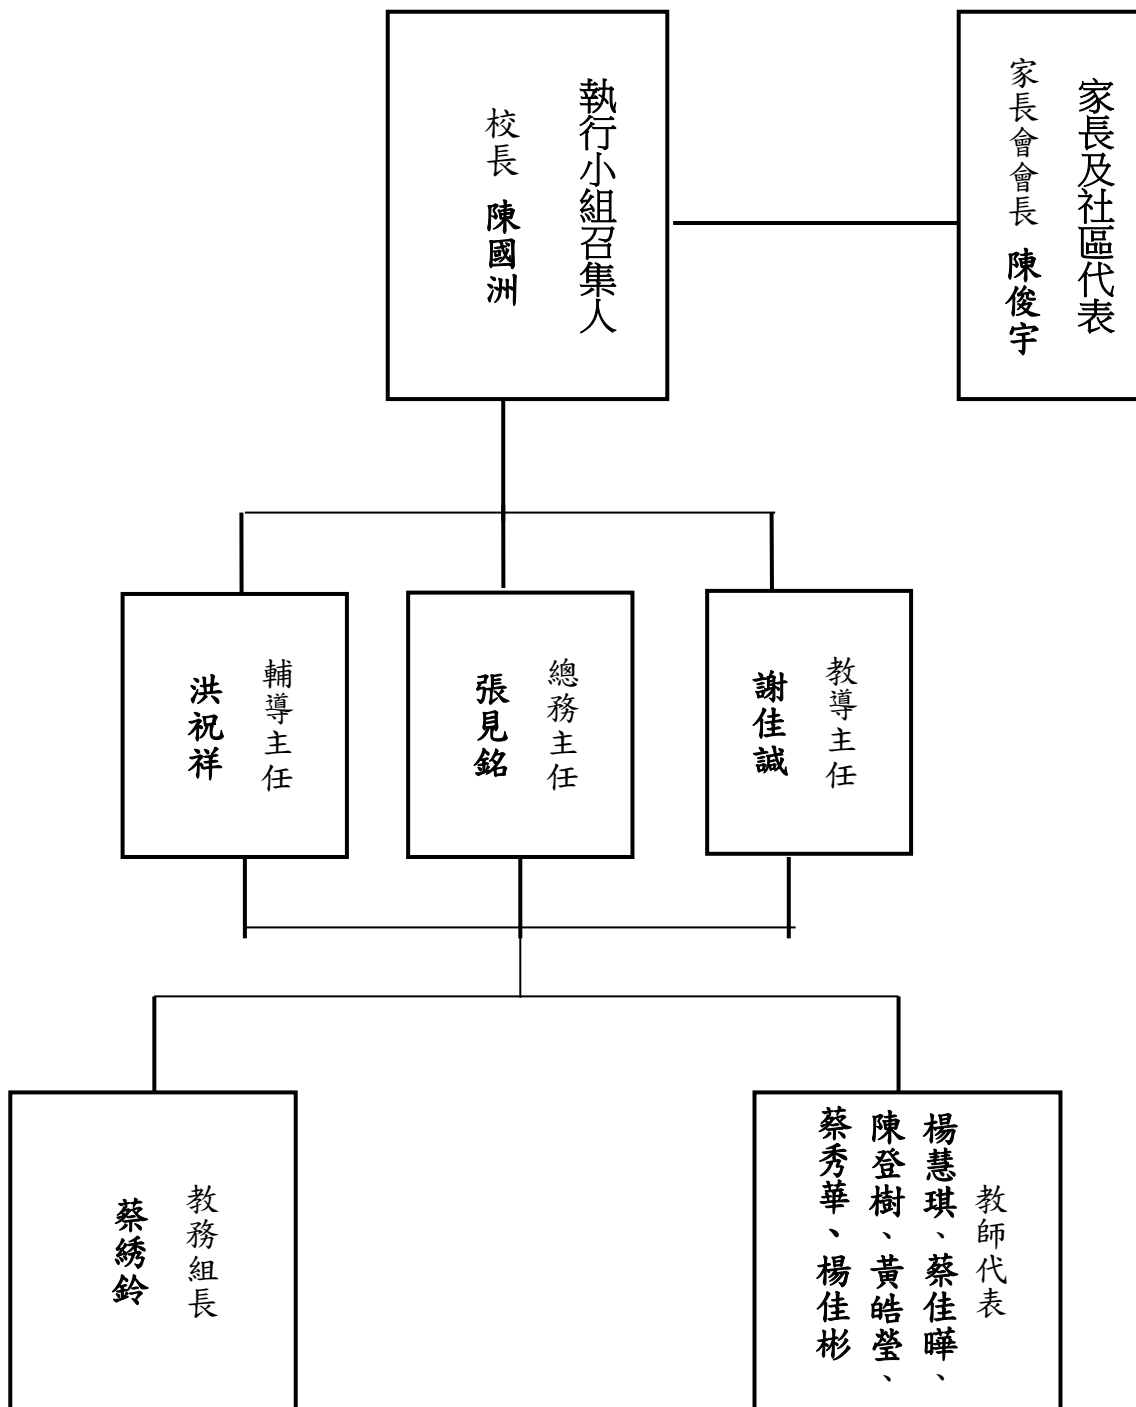 家長及社區代表
家長會會長 陳俊宇
執行小組召集人
校長 陳國洲
教導主任
謝佳誠
總務主任
張見銘
輔導主任
洪祝祥
教師代表
楊慧琪、蔡佳曄、
陳登樹、黃皓瑩、
蔡秀華、楊佳彬
教務組長
蔡綉鈴